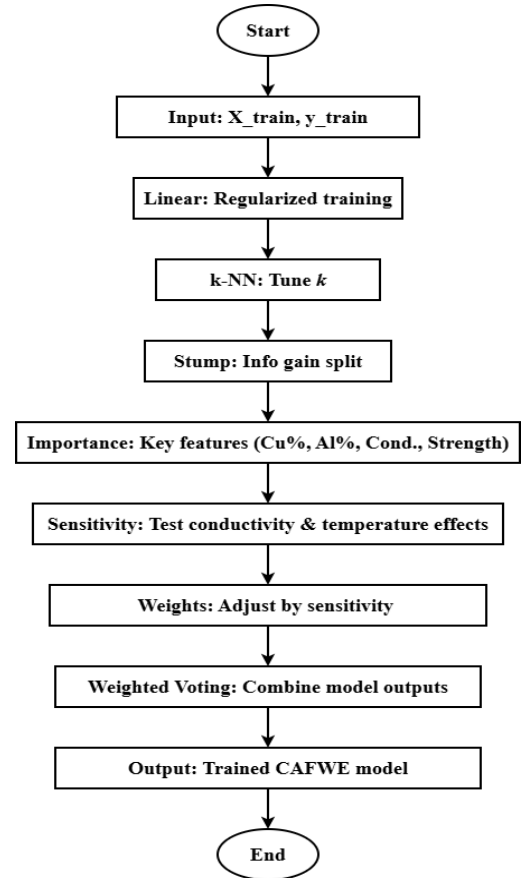 Start
Input: X_train, y_train
Linear: Regularized training
k-NN: Tune k
Stump: Info gain split
Importance: Key features (Cu%, Al%, Cond., Strength)
Sensitivity: Test conductivity & temperature effects
Weights: Adjust by sensitivity
Weighted Voting: Combine model outputs
Output: Trained CAFWE model
End